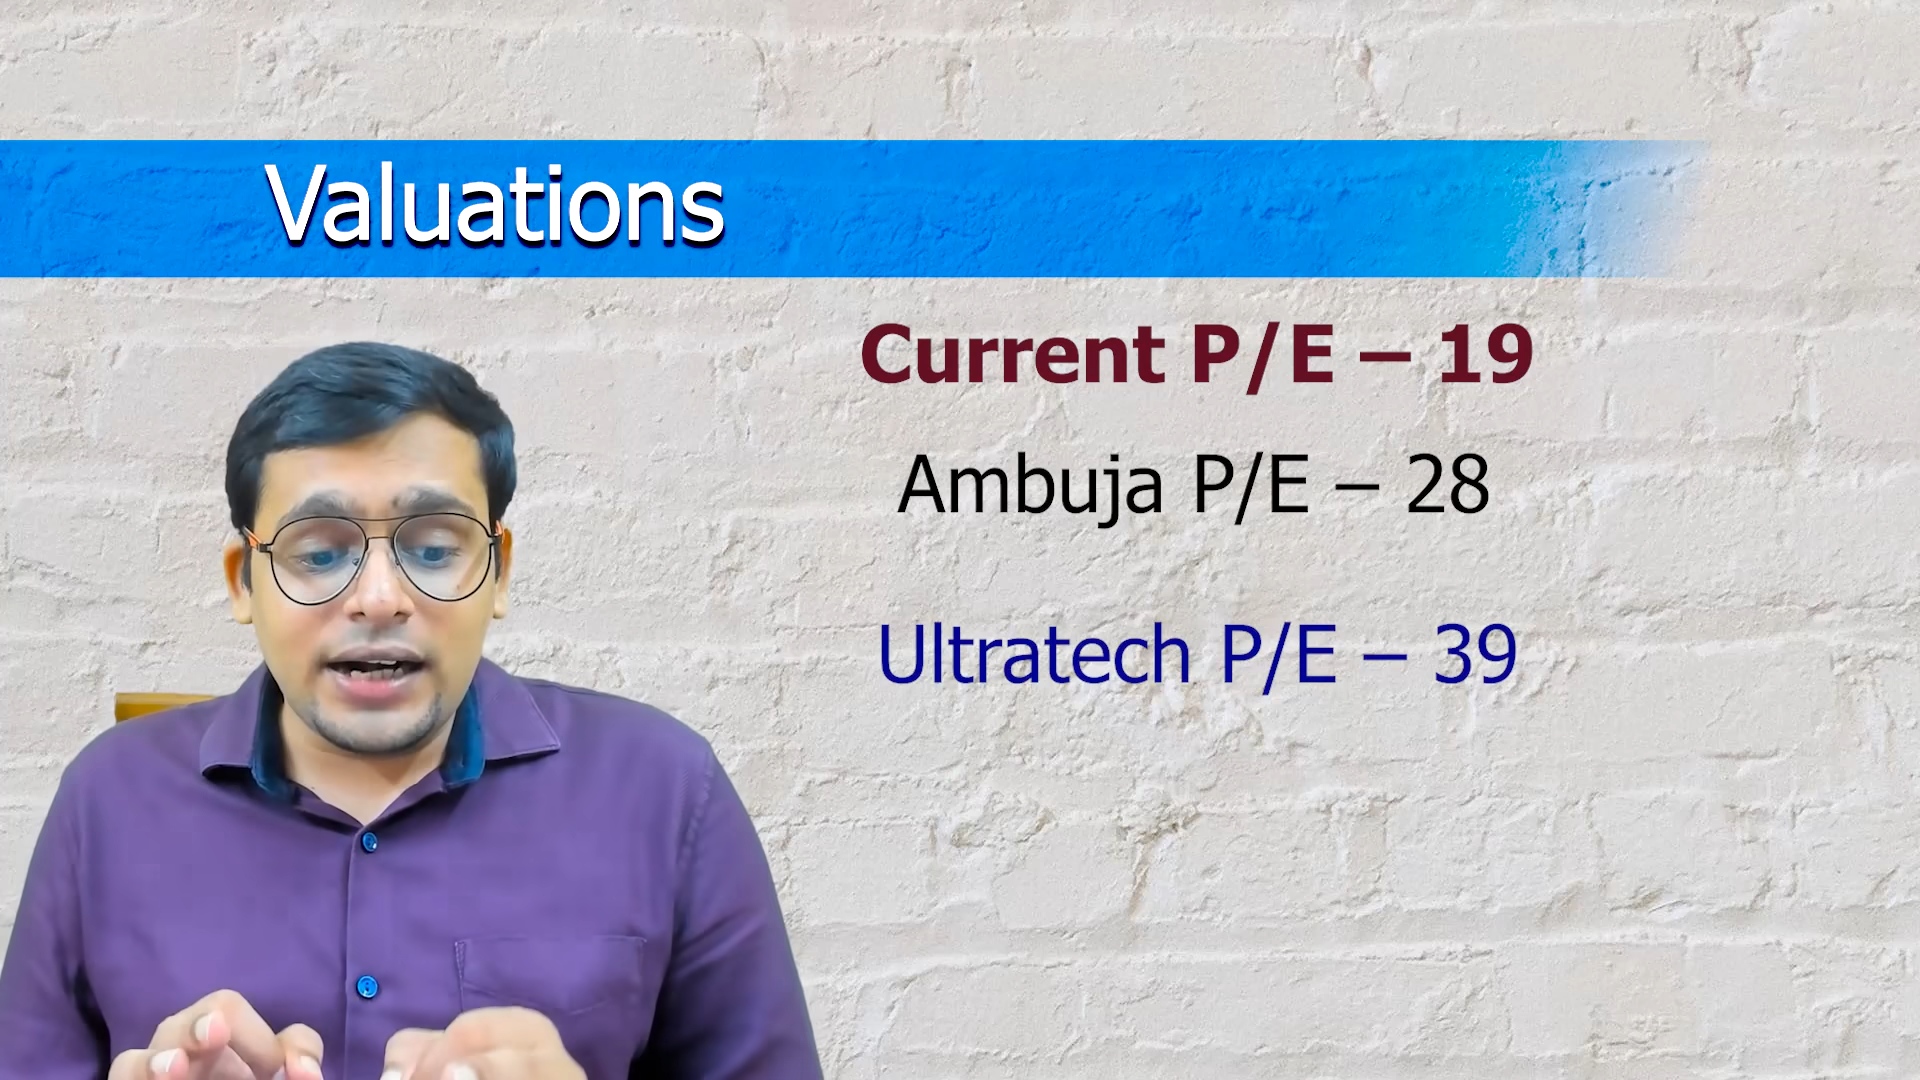 Valuations
Current P/E – 19
Ambuja P/E – 28
Ultratech P/E – 39